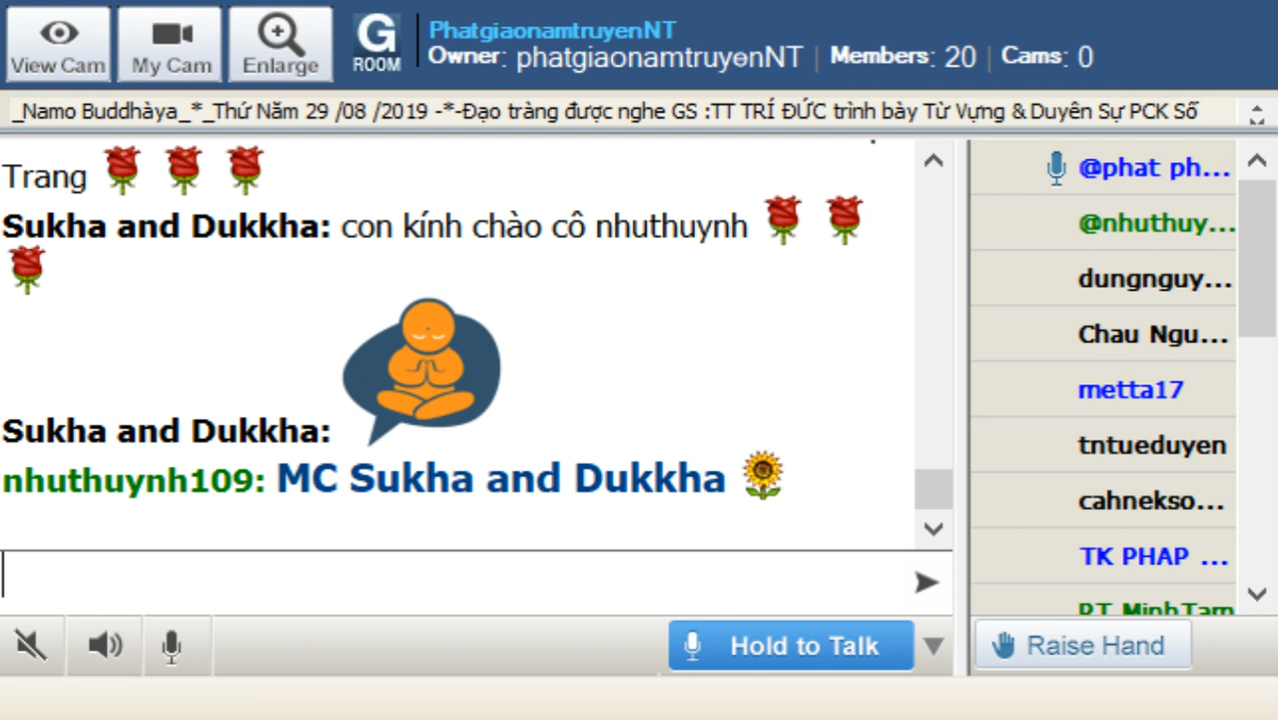 View Cam
My Cam
Enlarge
G
ROOM
PhatgiaonamtruyenNT
Owner: phatgiaonamtruyenNT | Members: 20 | Cams: 0
_Namo Buddhàya_*_Thứ Năm 29 /08 /2019 -*-Đạo tràng được nghe GS :TT TRÍ ĐỨC trình bày Từ Vựng & Duyên Sự PCK Số
Trang
Sukha and Dukkha: con kính chào cô nhuthuynh
Sukha and Dukkha:
nhuthuynh109: MC Sukha and Dukkha
@phat ph...
@nhuthuy...
dungnguy...
Chau Ngu...
metta17
tntueduyen
cahnekso...
TK PHAP ...
PT MinhTam
Hold to Talk
Raise Hand